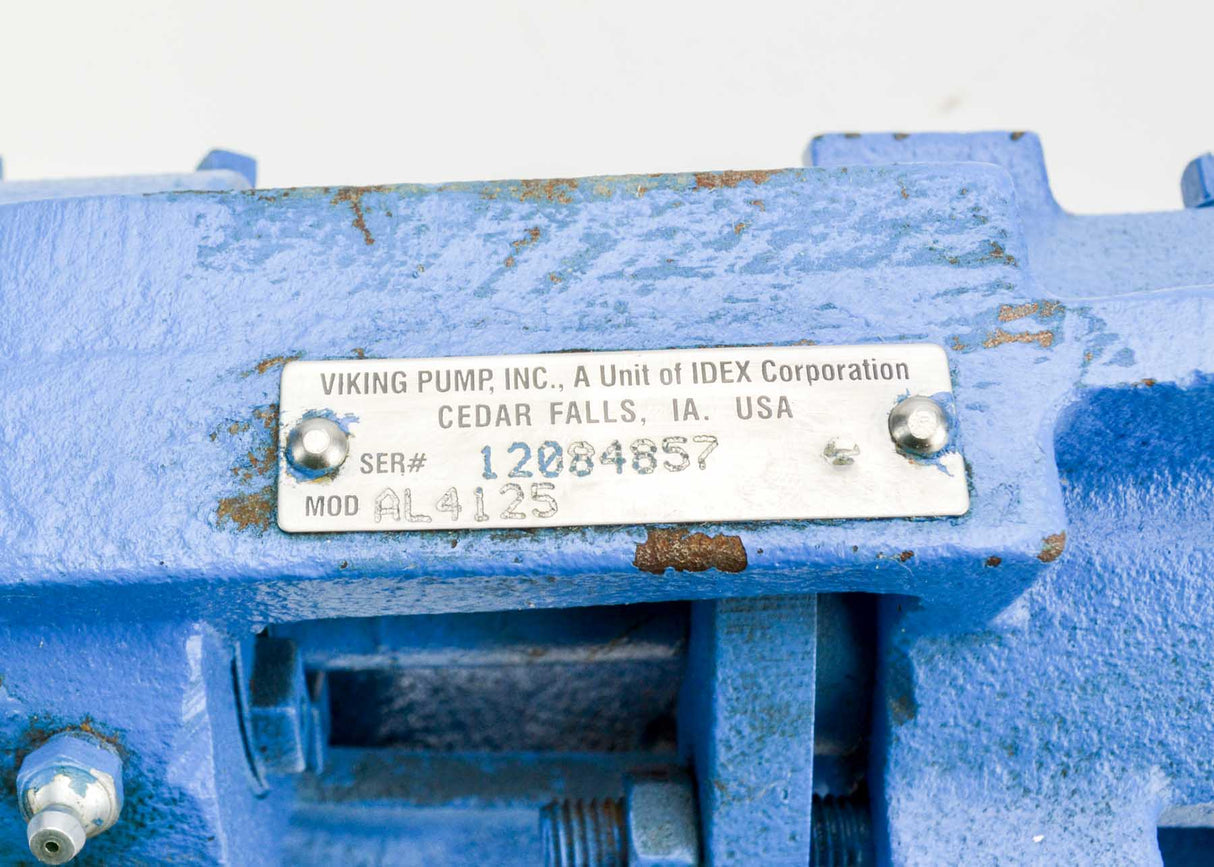 VIKING PUMP, INC., A Unit of IDEX Corporation
CEDAR FALLS, IA. USA
SER# 12084857
MOD AL4125